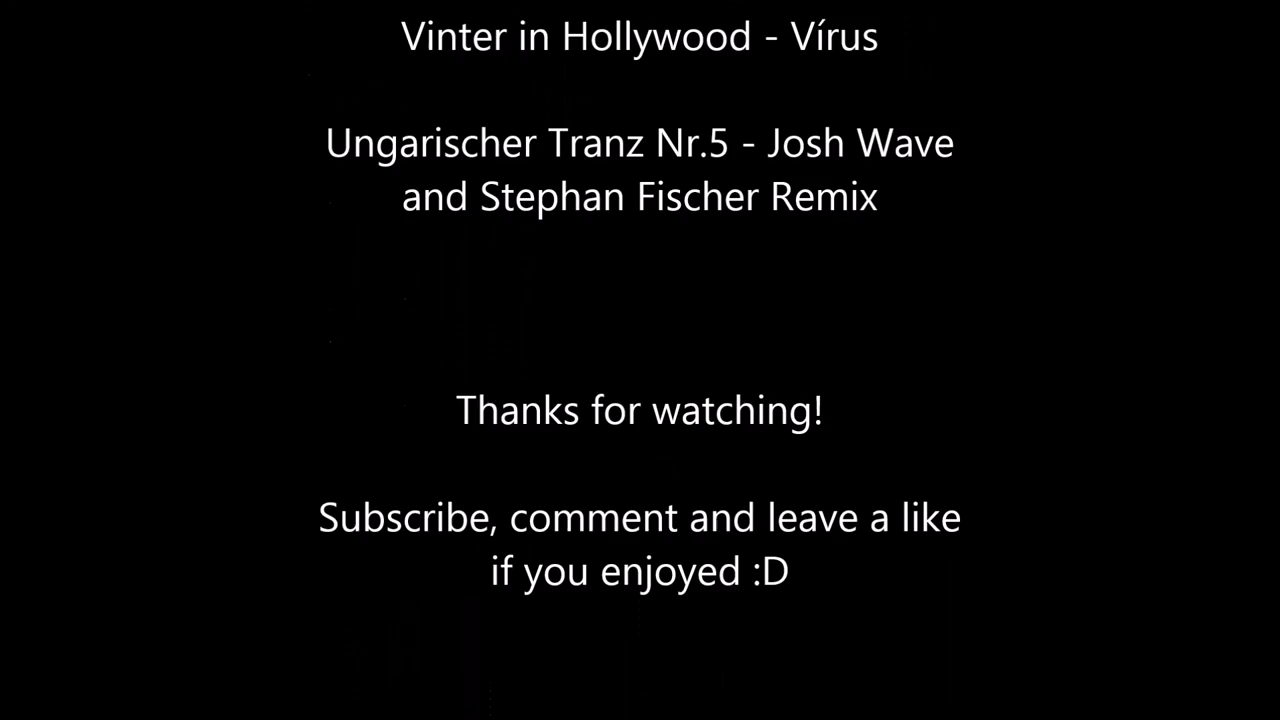 Vinter in Hollywood - Vírus
Ungarischer Tranz Nr.5 - Josh Wave
and Stephan Fischer Remix
Thanks for watching!
Subscribe, comment and leave a like
if you enjoyed :D